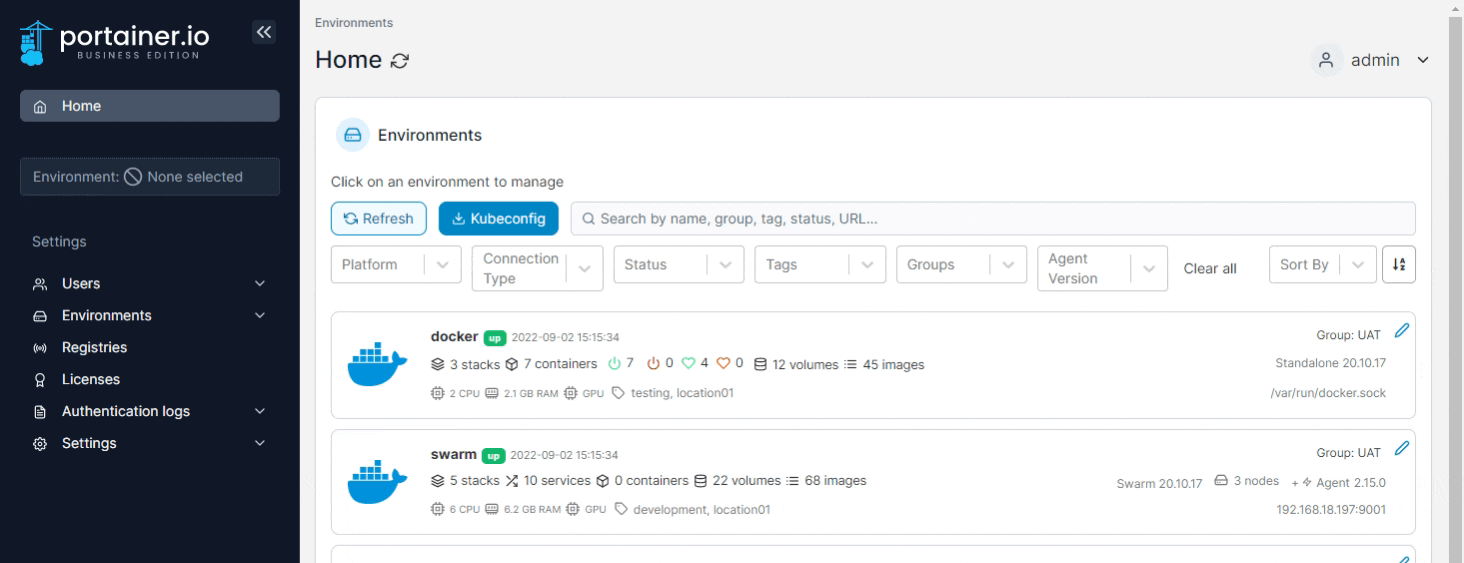 portainer.io
BUSINESS EDITION
Home
Environment: None selected
Settings
Users
Environments
Registries
Licenses
Authentication logs
Settings
Environments
Home
admin
Environments
Click on an environment to manage
Refresh Kubeconfig Search by name, group, tag, status, URL...
Platform Connection Type Status Tags Groups Agent Version Clear all Sort By
docker up 2022-09-02 15:15:34 Group: UAT
3 stacks 7 containers 7 0 4 0 12 volumes 45 images Standalone 20.10.17
2 CPU 2.1 GB RAM GPU testing, location01 /var/run/docker.sock
swarm up 2022-09-02 15:15:34 Group: UAT
5 stacks 10 services 0 containers 22 volumes 68 images Swarm 20.10.17 3 nodes + Agent 2.15.0
6 CPU 6.2 GB RAM GPU development, location01 192.168.18.197:9001